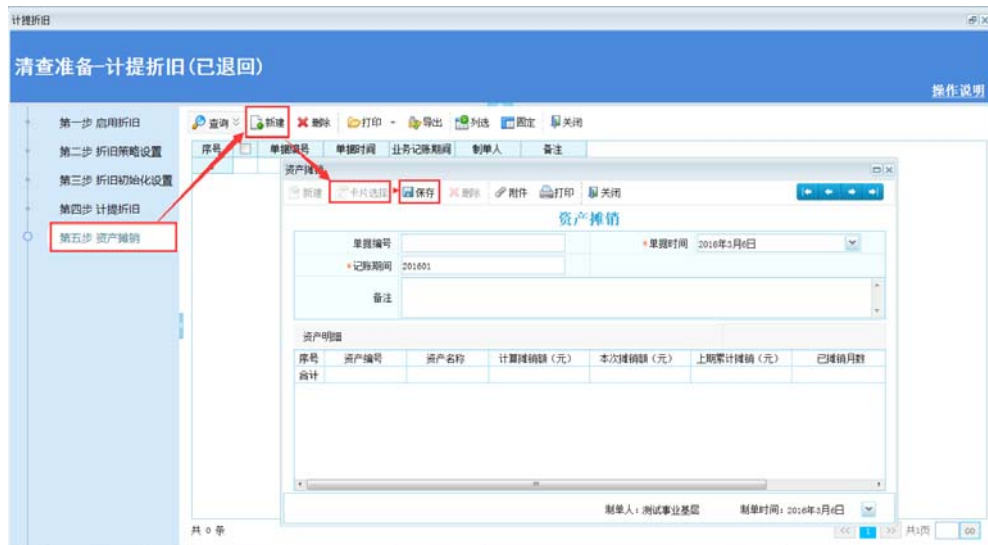 计提折旧
清查准备-计提折旧(已退回)
操作说明
第一步 启用折旧
第二步 折旧策略设置
第三步 折旧初始化设置
第四步 计提折旧
第五步 资产摊销
查询 新建 删除 打印 导出 列选 固定 关闭
序号 单据编号 单据时间 业务记账期间 制单人 备注
资产摊销
新建 卡片选择 保存 删除 附件 打印 关闭
资产摊销
单据编号 *单据时间 2016年3月6日
*记账期间 201601
备注
资产明细
序号 资产编号 资产名称 计算摊销额（元） 本次摊销额（元） 上期累计摊销（元） 已摊销月数
合计
制单人：测试事业基层 制单时间：2016年3月6日
共 0 条 << 1 >> 共1页 GO